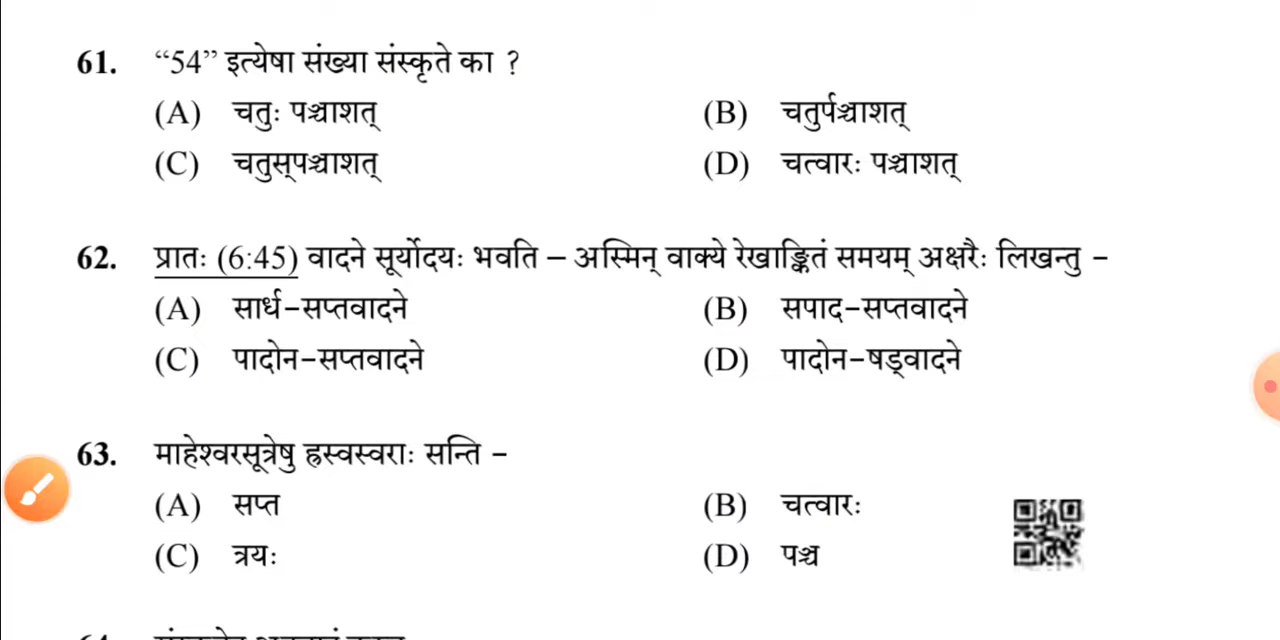 61. “54” इत्येषा संख्या संस्कृते का ?
(A) चतुः पञ्चाशत् (B) चतुर्पञ्चाशत्
(C) चतुस्पञ्चाशत् (D) चत्वारः पञ्चाशत्
62. प्रातः (6:45) वादने सूर्योदयः भवति – अस्मिन् वाक्ये रेखाङ्कितं समयम् अक्षरैः लिखन्तु –
(A) सार्ध-सप्तवादने (B) सपाद-सप्तवादने
(C) पादोन-सप्तवादने (D) पादोन-षड्वादने
63. माहेश्वरसूत्रेषु ह्रस्वस्वराः सन्ति –
(A) सप्त (B) चत्वारः
(C) त्रयः (D) पञ्च